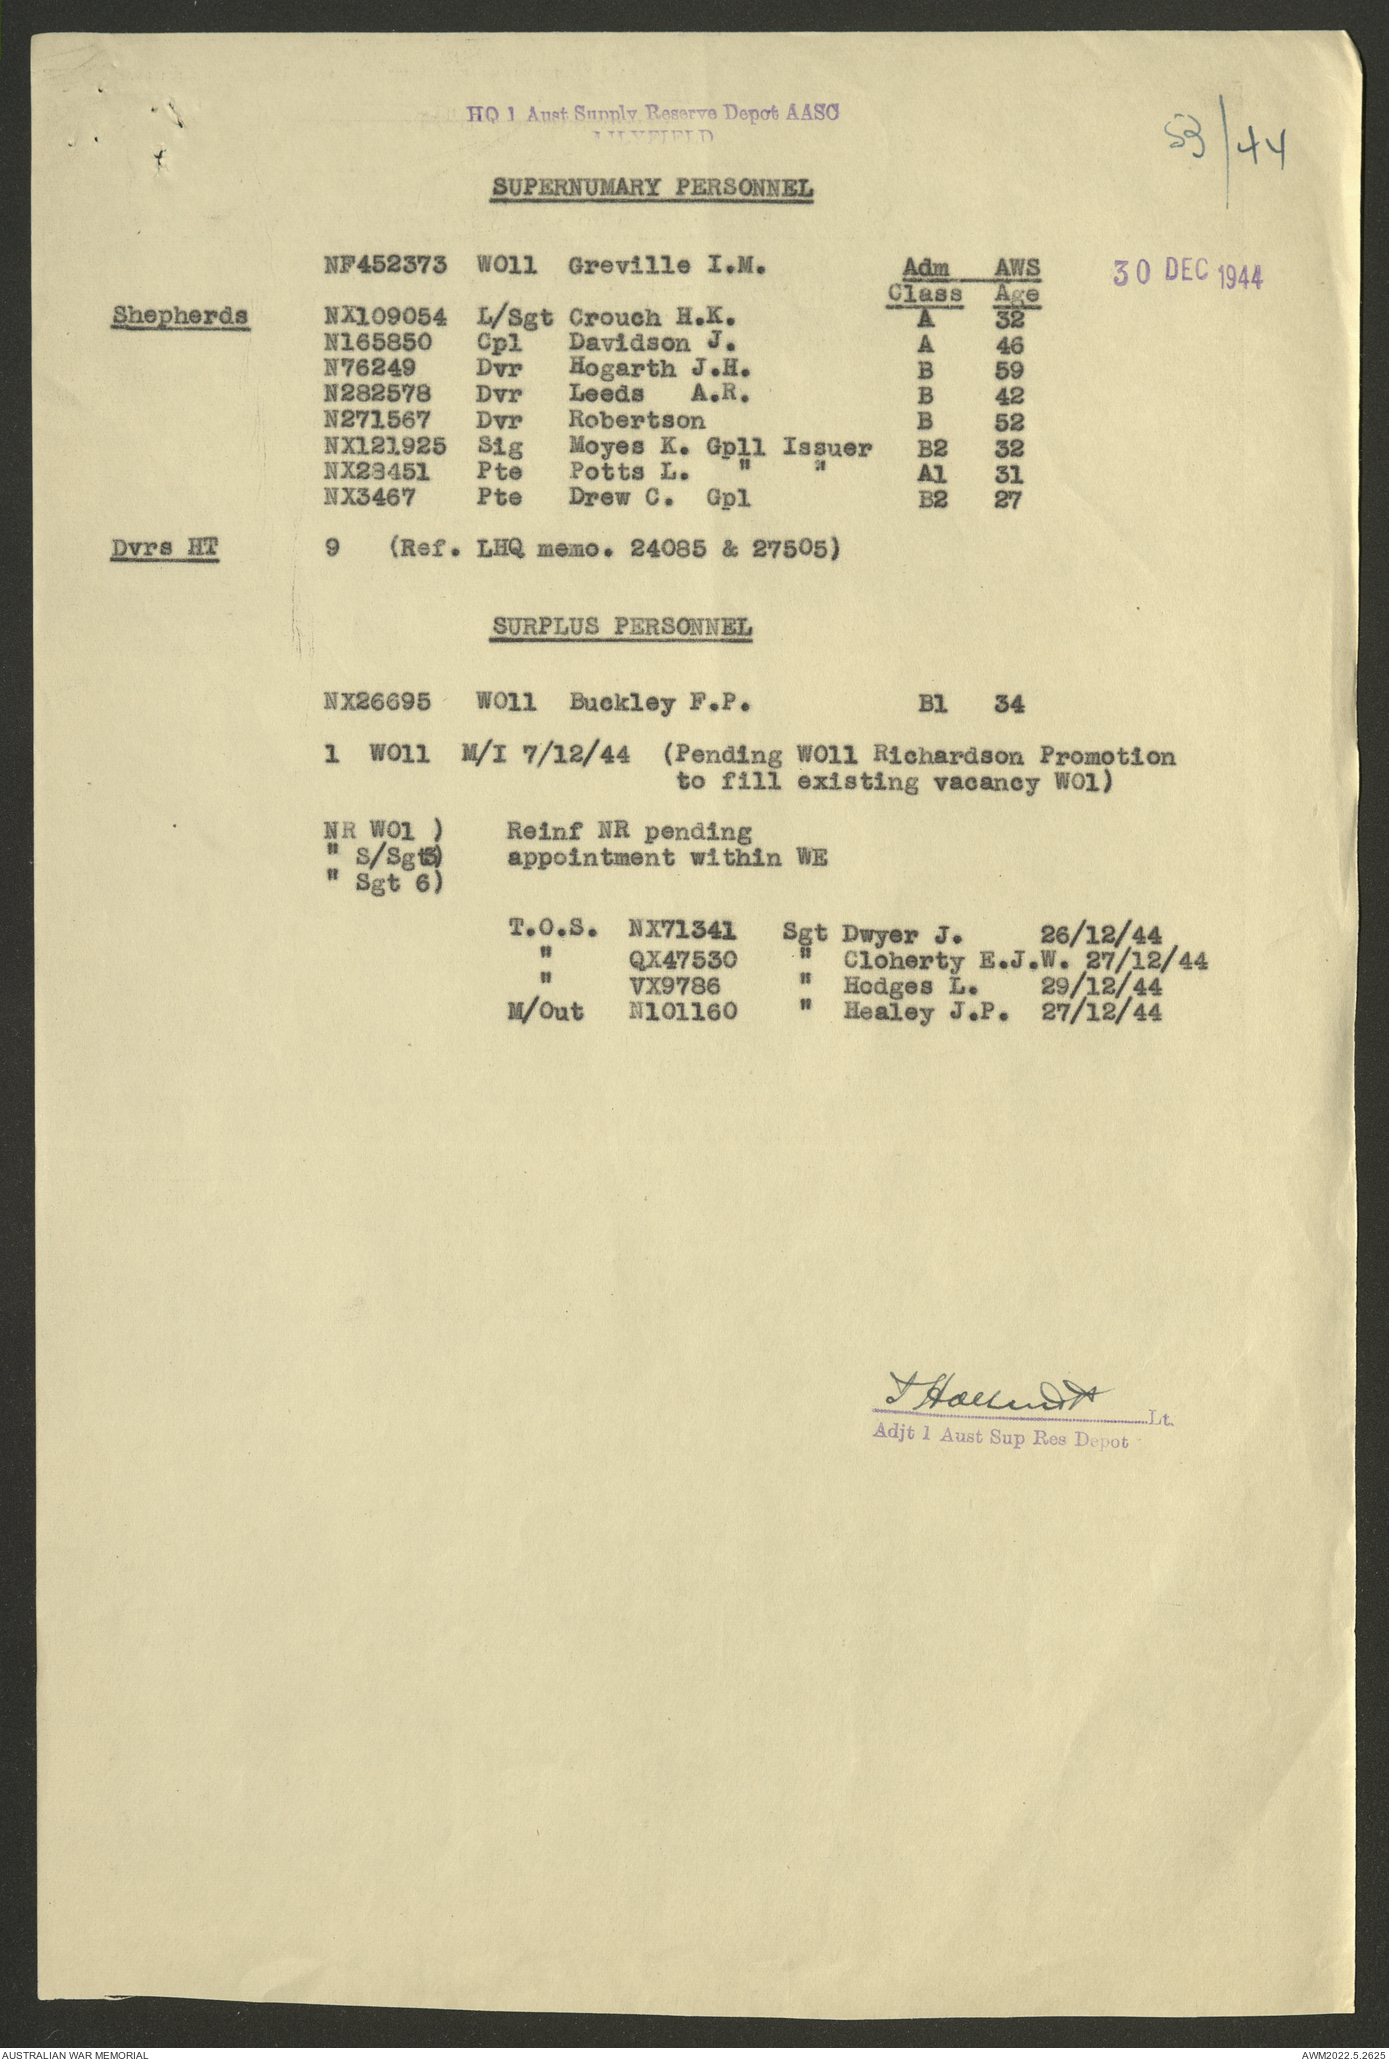 HQ 1 Aust Supply Reserve Depot AASC
LILYFIELD
53/44
SUPERNUMARY PERSONNEL
NF452373 WO11 Greville I.M. Adm AWS
30 DEC 1944
Class Age
Shepherds NX109054 L/Sgt Crouch H.K. A 32
N165850 Cpl Davidson J. A 46
N76249 Dvr Hogarth J.H. B 59
N282578 Dvr Leeds A.R. B 42
N271567 Dvr Robertson B 52
NX121925 Sig Moyes K. Gp11 Issuer B2 32
NX28451 Pte Potts L. " " A1 31
NX3467 Pte Drew C. Gp1 B2 27
Dvrs HT 9 (Ref. LHQ memo. 24085 & 27505)
SURPLUS PERSONNEL
NX26695 WO11 Buckley F.P. B1 34
1 WO11 M/I 7/12/44 (Pending WO11 Richardson Promotion
to fill existing vacancy WO1)
NR WO1 ) Reinf NR pending
" S/Sgt ) appointment within WE
" Sgt 6)
T.O.S. NX71341 Sgt Dwyer J. 26/12/44
" QX47530 " Cloherty E.J.W. 27/12/44
" VX9786 " Hodges L. 29/12/44
M/Out N101160 " Healey J.P. 27/12/44
Lt.
Adjt 1 Aust Sup Res Depot
AUSTRALIAN WAR MEMORIAL
AWM2022.5.2625